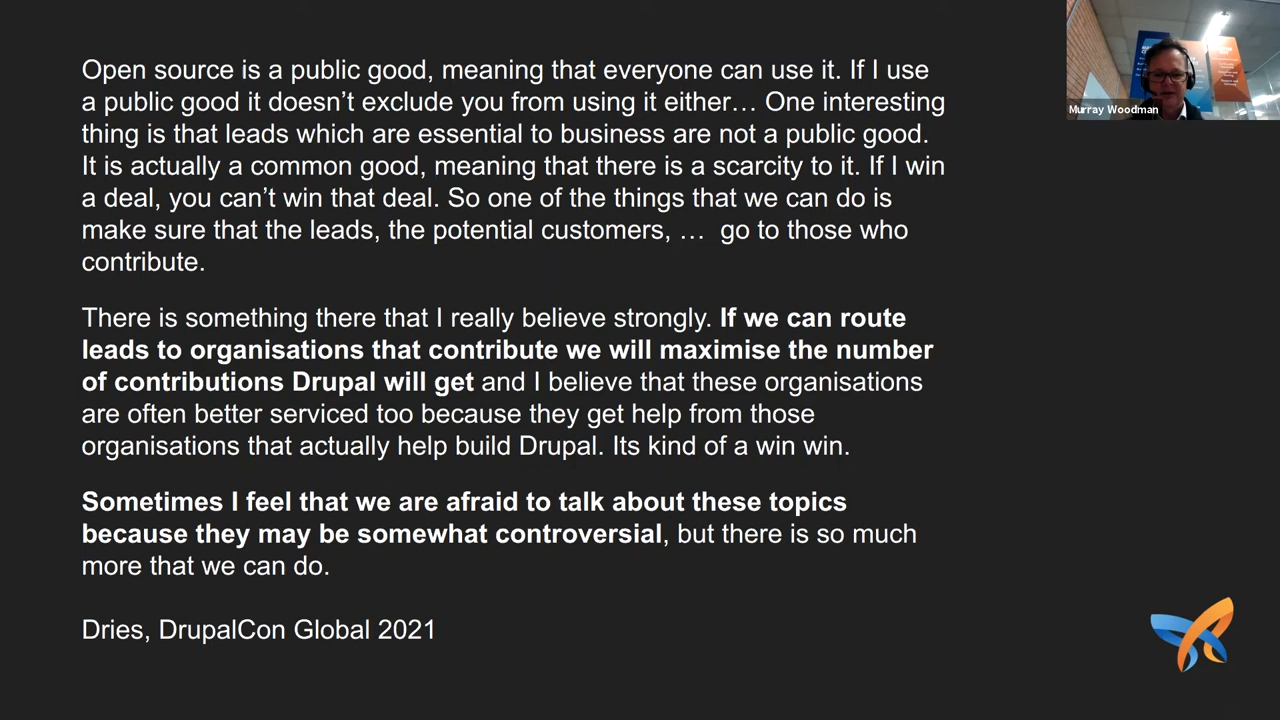 Open source is a public good, meaning that everyone can use it. If I use
a public good it doesn’t exclude you from using it either… One interesting
thing is that leads which are essential to business are not a public good.
It is actually a common good, meaning that there is a scarcity to it. If I win
a deal, you can’t win that deal. So one of the things that we can do is
make sure that the leads, the potential customers, … go to those who
contribute.
There is something there that I really believe strongly. If we can route
leads to organisations that contribute we will maximise the number
of contributions Drupal will get and I believe that these organisations
are often better serviced too because they get help from those
organisations that actually help build Drupal. Its kind of a win win.
Sometimes I feel that we are afraid to talk about these topics
because they may be somewhat controversial, but there is so much
more that we can do.
Dries, DrupalCon Global 2021
Murray Woodman